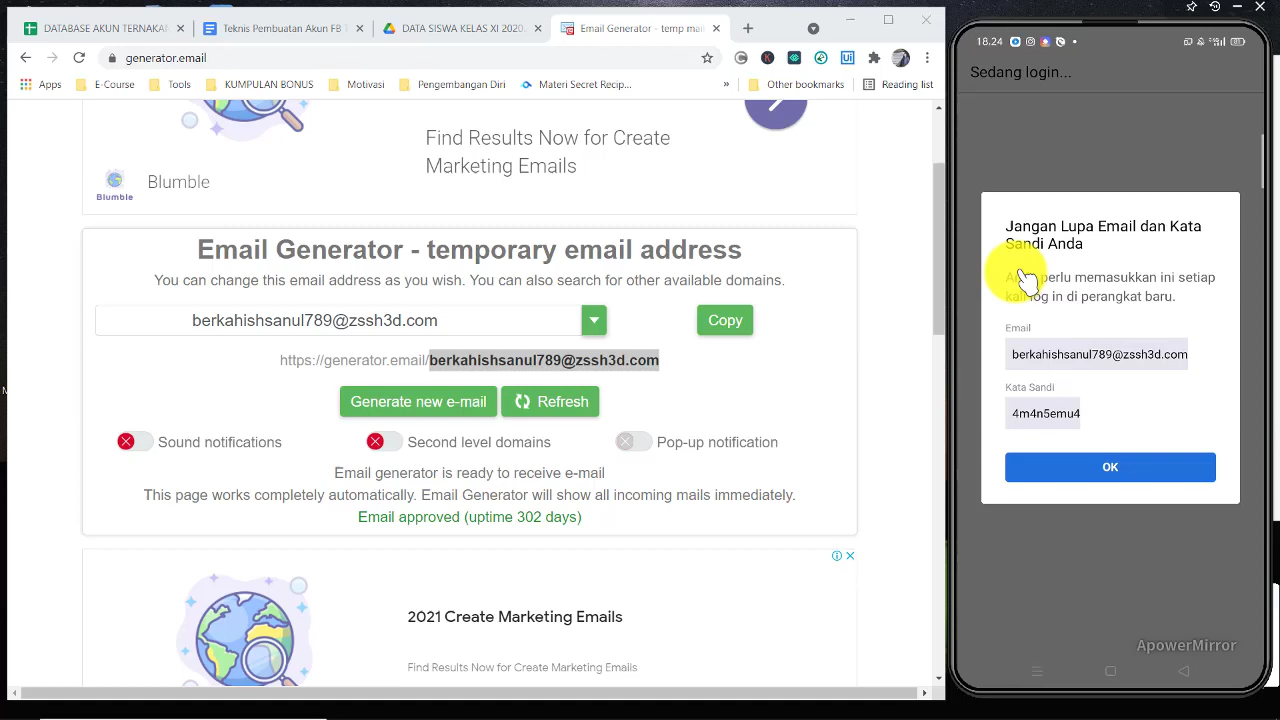 DATABASE AKUN TERNAKAN
Teknis Pembuatan Akun FB T
DATA SISWA KELAS XI 2020.
Email Generator - temp mai
generator.email
Apps
E-Course
Tools
KUMPULAN BONUS
Motivasi
Pengembangan Diri
Materi Secret Recip...
»
Other bookmarks
Reading list
Find Results Now for Create
Marketing Emails
Blumble
Blumble
Email Generator - temporary email address
You can change this email address as you wish. You can also search for other available domains.
berkahishsanul789@zssh3d.com
Copy
https://generator.email/berkahishsanul789@zssh3d.com
Generate new e-mail
Refresh
Sound notifications
Second level domains
Pop-up notification
Email generator is ready to receive e-mail
This page works completely automatically. Email Generator will show all incoming mails immediately.
Email approved (uptime 302 days)
2021 Create Marketing Emails
Find Results Now for Create Marketing Emails
18.24
Sedang login...
Jangan Lupa Email dan Kata
Sandi Anda
perlu memasukkan ini setiap
kali log in di perangkat baru.
Email
berkahishsanul789@zssh3d.com
Kata Sandi
4m4n5emu4
OK
ApowerMirror